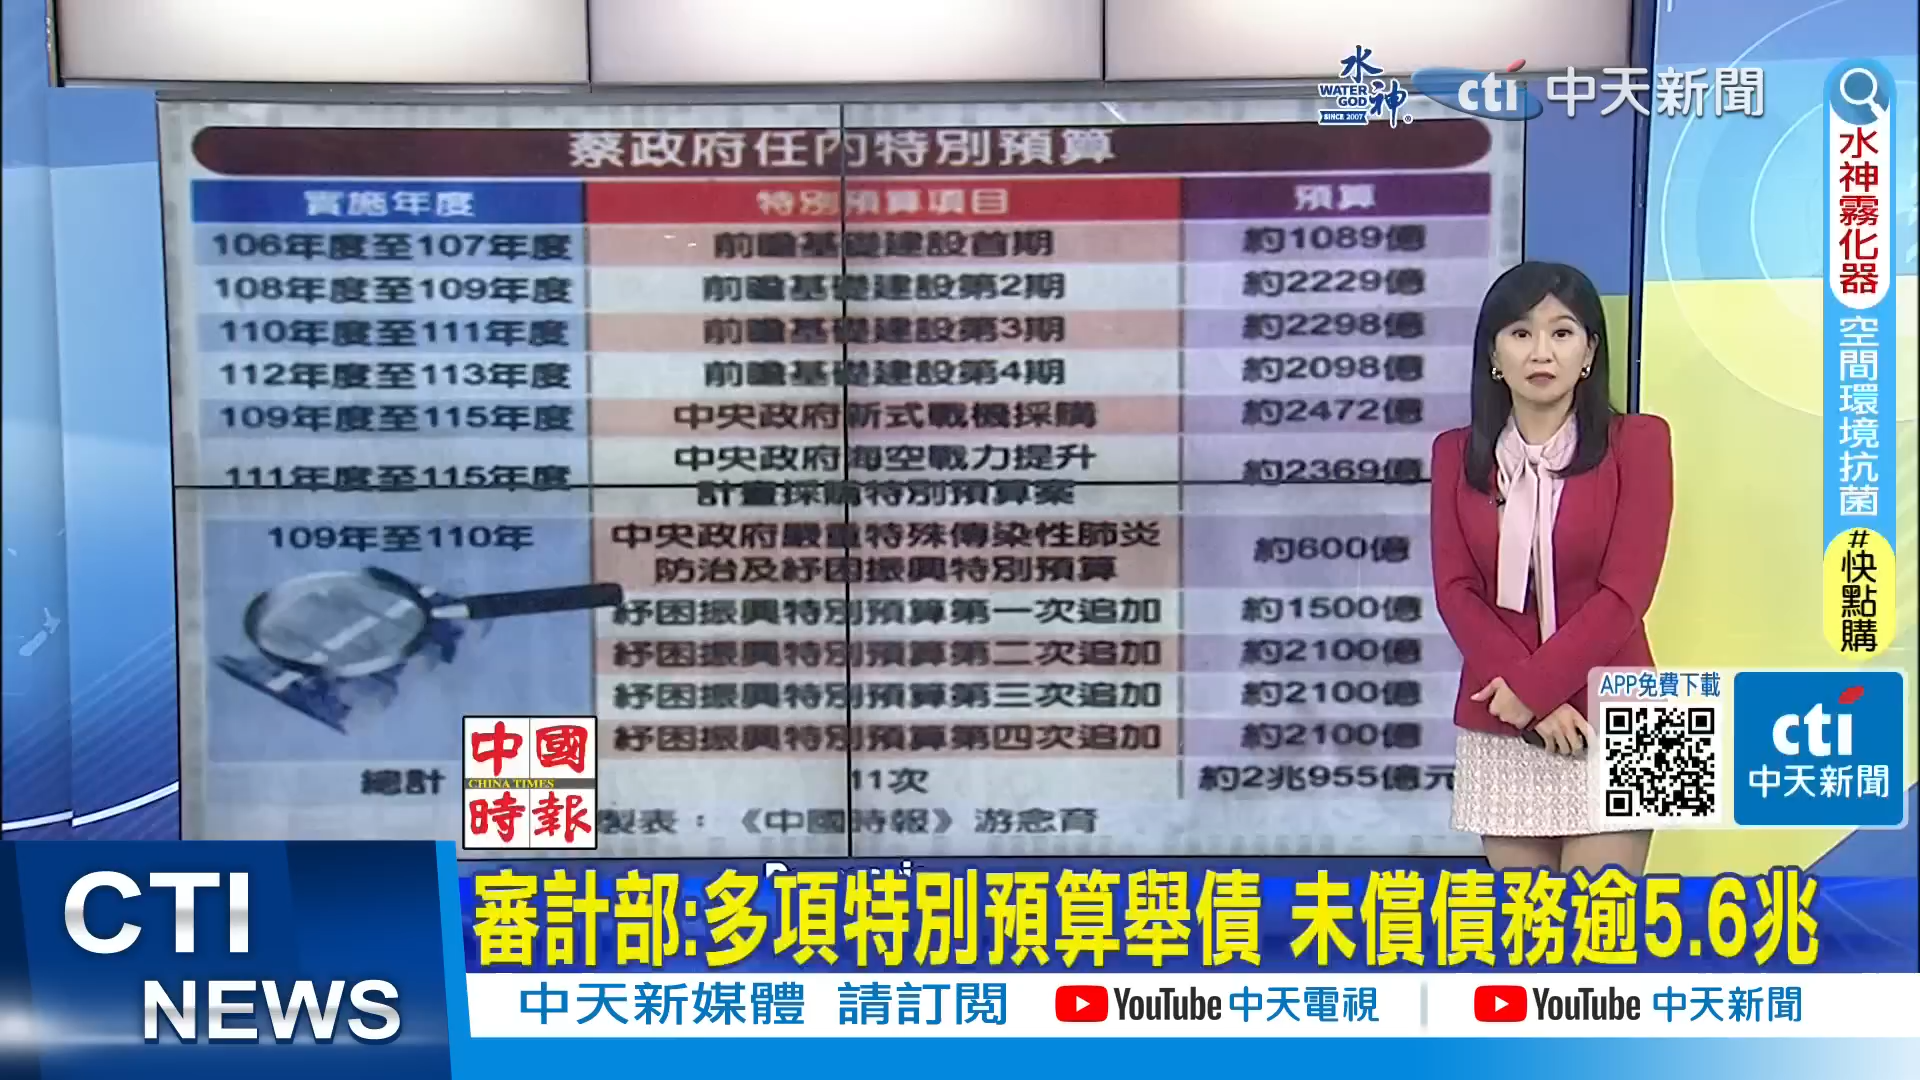 水神
WATER GOD
SINCE 2007
cti 中天新聞
蔡政府任內特別預算
實施年度 特別預算項目 預算
106年度至107年度 前瞻基礎建設首期 約1089億
108年度至109年度 前瞻基礎建設第2期 約2229億
110年度至111年度 前瞻基礎建設第3期 約2298億
112年度至113年度 前瞻基礎建設第4期 約2098億
109年度至115年度 中央政府新式戰機採購 約2472億
111年度至115年度 中央政府海空戰力提升 約2369億
計畫採購特別預算案
109年至110年 中央政府嚴重特殊傳染性肺炎 約600億
防治及紓困振興特別預算
紓困振興特別預算第一次追加 約1500億
紓困振興特別預算第二次追加 約2100億
紓困振興特別預算第三次追加 約2100億
紓困振興特別預算第四次追加 約2100億
總計 11次 約2兆955億元
製表：《中國時報》游念育
中國
CHINA TIMES
時報
水神霧化器
空間環境抗菌
#快點購
APP免費下載
cti
中天新聞
審計部:多項特別預算舉債 未償債務逾5.6兆
CTI
NEWS
中天新媒體 請訂閱 YouTube 中天電視 YouTube 中天新聞